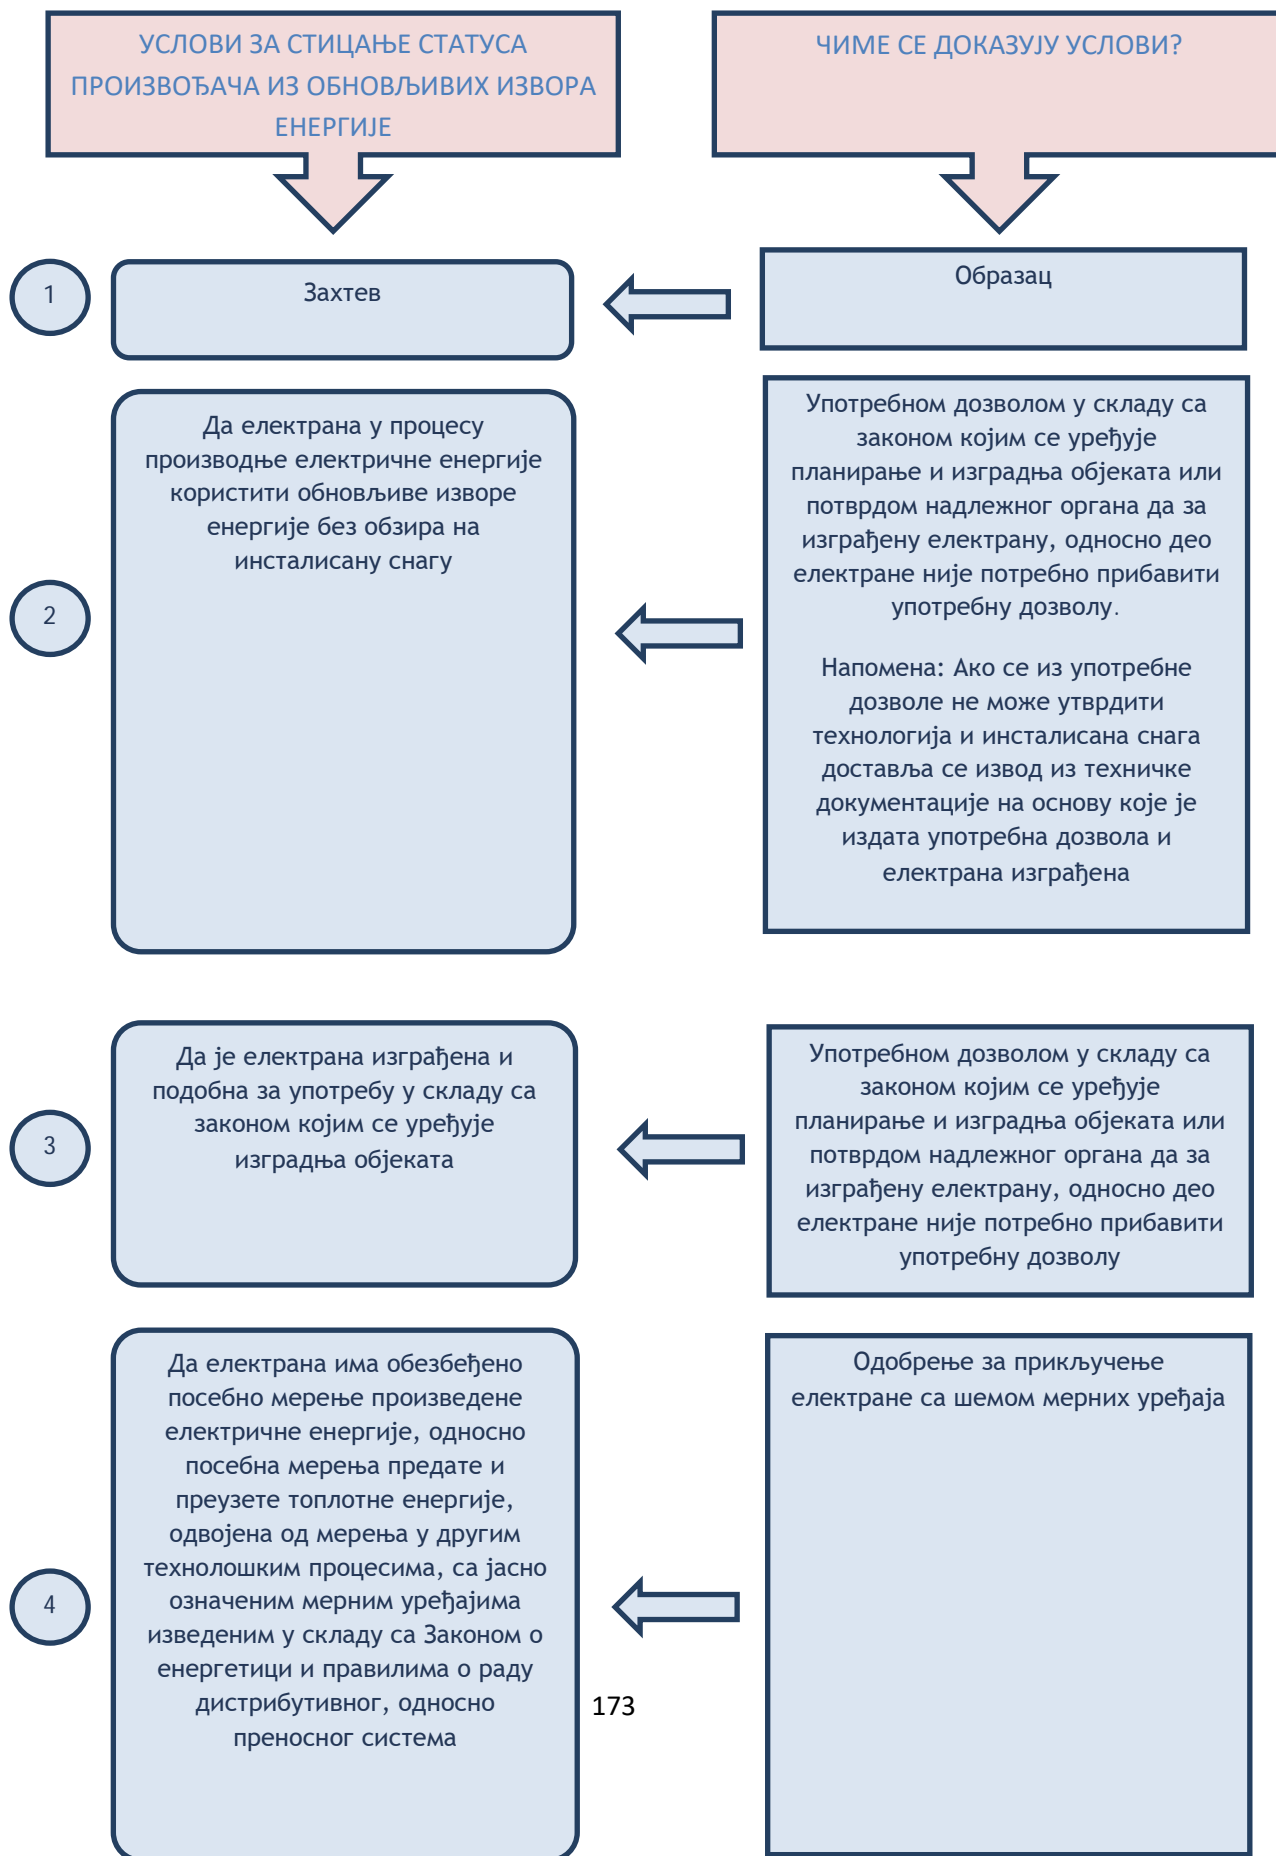 УСЛОВИ ЗА СТИЦАЊЕ СТАТУСА
ПРОИЗВОЂАЧА ИЗ ОБНОВЉИВИХ ИЗВОРА
ЕНЕРГИЈЕ
ЧИМЕ СЕ ДОКАЗУЈУ УСЛОВИ?
1
Захтев
Образац
2
Да електрана у процесу
производње електричне енергије
користити обновљиве изворе
енергије без обзира на
инсталисану снагу
Употребном дозволом у складу са
законом којим се уређује
планирање и изградња објеката или
потврдом надлежног органа да за
изграђену електрану, односно део
електране није потребно прибавити
употребну дозволу.
Напомена: Ако се из употребне
дозволе не може утврдити
технологија и инсталисана снага
доставља се извод из техничке
документације на основу које је
издата употребна дозвола и
електрана изграђена
3
Да је електрана изграђена и
подобна за употребу у складу са
законом којим се уређује
изградња објеката
Употребном дозволом у складу са
законом којим се уређује
планирање и изградња објеката или
потврдом надлежног органа да за
изграђену електрану, односно део
електране није потребно прибавити
употребну дозволу
4
Да електрана има обезбеђено
посебно мерење произведене
електричне енергије, односно
посебна мерења предате и
преузете топлотне енергије,
одвојена од мерења у другим
технолошким процесима, са јасно
означеним мерним уређајима
изведеним у складу са Законом о
енергетици и правилима о раду
дистрибутивног, односно
преносног система
Одобрење за прикључење
електране са шемом мерних уређаја
173